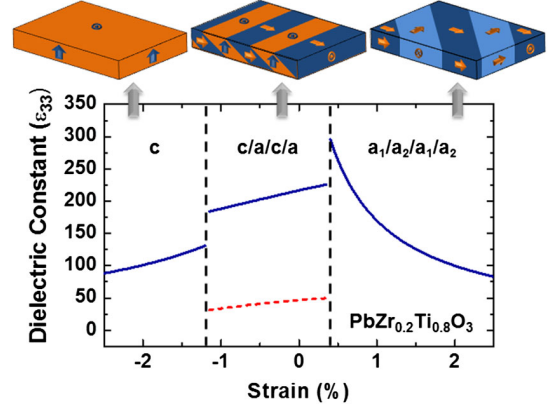 Dielectric Constant (ε₃₃)
350
300
250
200
150
100
50
0
c
c/a/c/a
a₁/a₂/a₁/a₂
PbZr₀.₂Ti₀.₈O₃
-2
-1
0
1
2
Strain (%)